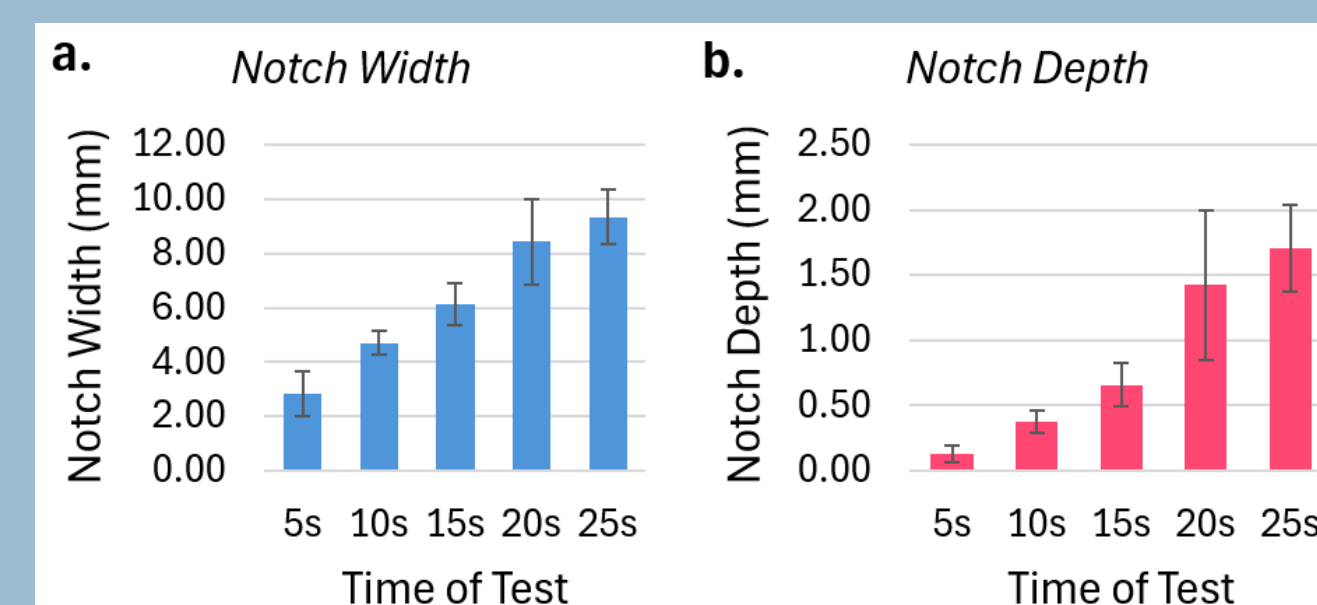 a.
Notch Width
Notch Width (mm)
12.00
10.00
8.00
6.00
4.00
2.00
0.00
5s 10s 15s 20s 25s
Time of Test
b.
Notch Depth
Notch Depth (mm)
2.50
2.00
1.50
1.00
0.50
0.00
5s 10s 15s 20s 25s
Time of Test